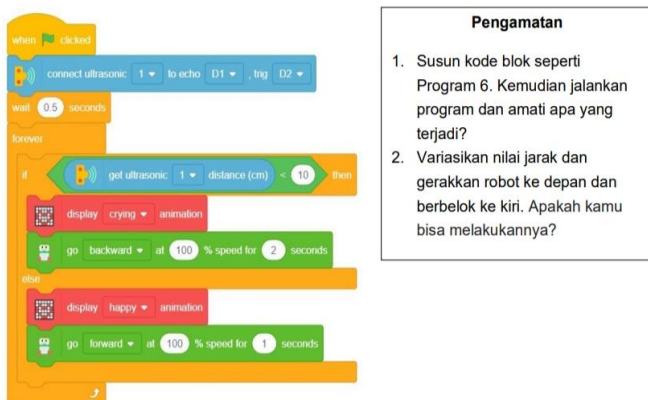 when clicked
connect ultrasonic 1 to echo D1 , trig D2
wait 0.5 seconds
forever
if get ultrasonic 1 distance (cm) < 10 then
display crying animation
go backward at 100 % speed for 2 seconds
else
display happy animation
go forward at 100 % speed for 1 seconds
Pengamatan
1. Susun kode blok seperti
Program 6. Kemudian jalankan
program dan amati apa yang
terjadi?
2. Variasikan nilai jarak dan
gerakkan robot ke depan dan
berbelok ke kiri. Apakah kamu
bisa melakukannya?